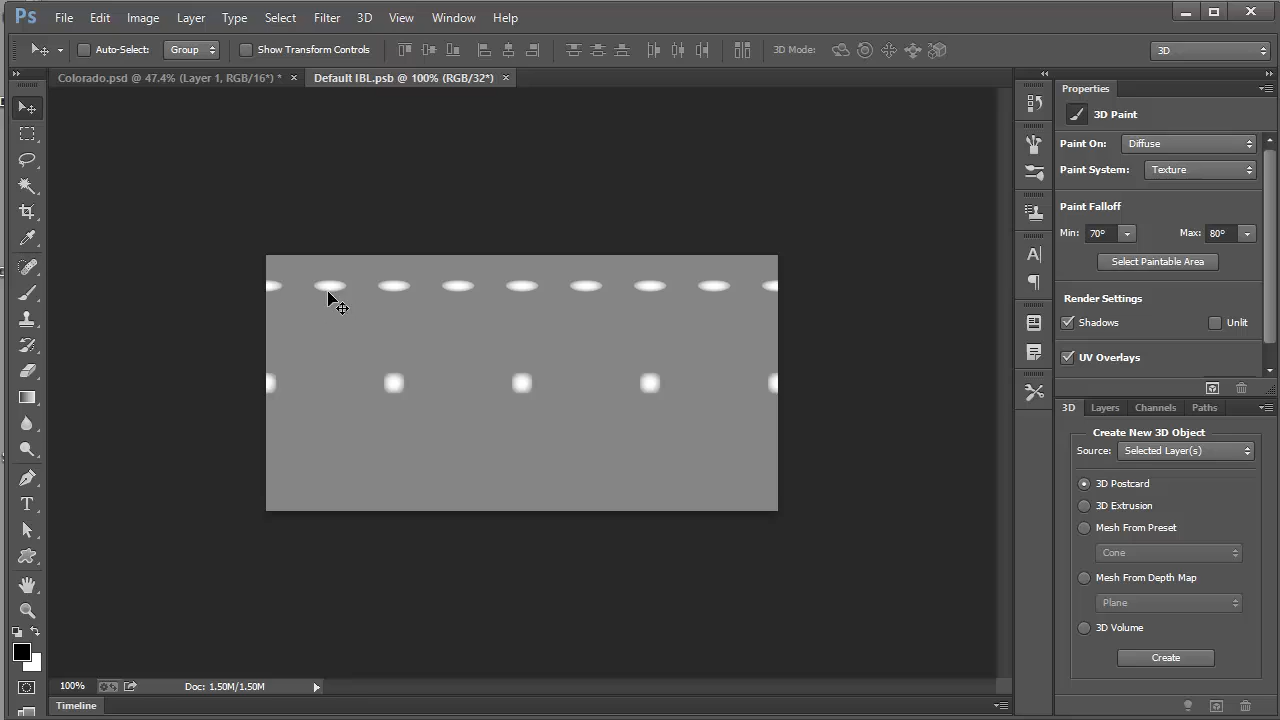 Ps File Edit Image Layer Type Select Filter 3D View Window Help
Auto-Select: Group Show Transform Controls 3D Mode: 3D
Colorado.psd @ 47.4% (Layer 1, RGB/16*) * × Default IBL.psb @ 100% (RGB/32*) ×
Properties
3D Paint
Paint On: Diffuse
Paint System: Texture
Paint Falloff
Min: 70º Max: 80º
Select Paintable Area
Render Settings
Shadows Unlit
UV Overlays
3D Layers Channels Paths
Create New 3D Object
Source: Selected Layer(s)
3D Postcard
3D Extrusion
Mesh From Preset
Cone
Mesh From Depth Map
Plane
3D Volume
Create
100% Doc: 1.50M/1.50M
Timeline